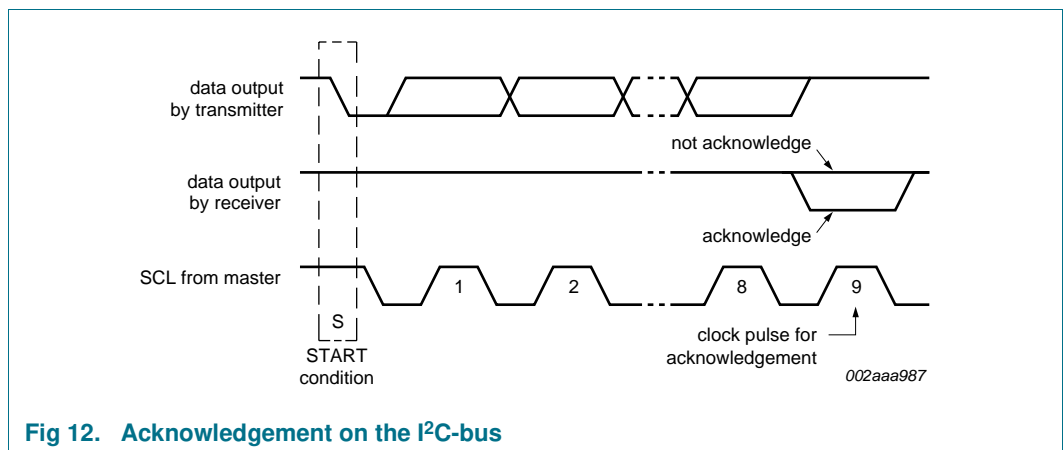 data output
by transmitter
not acknowledge
data output
by receiver
acknowledge
SCL from master
1
2
8
9
S
START
condition
clock pulse for
acknowledgement
002aaa987
Fig 12. Acknowledgement on the I²C-bus